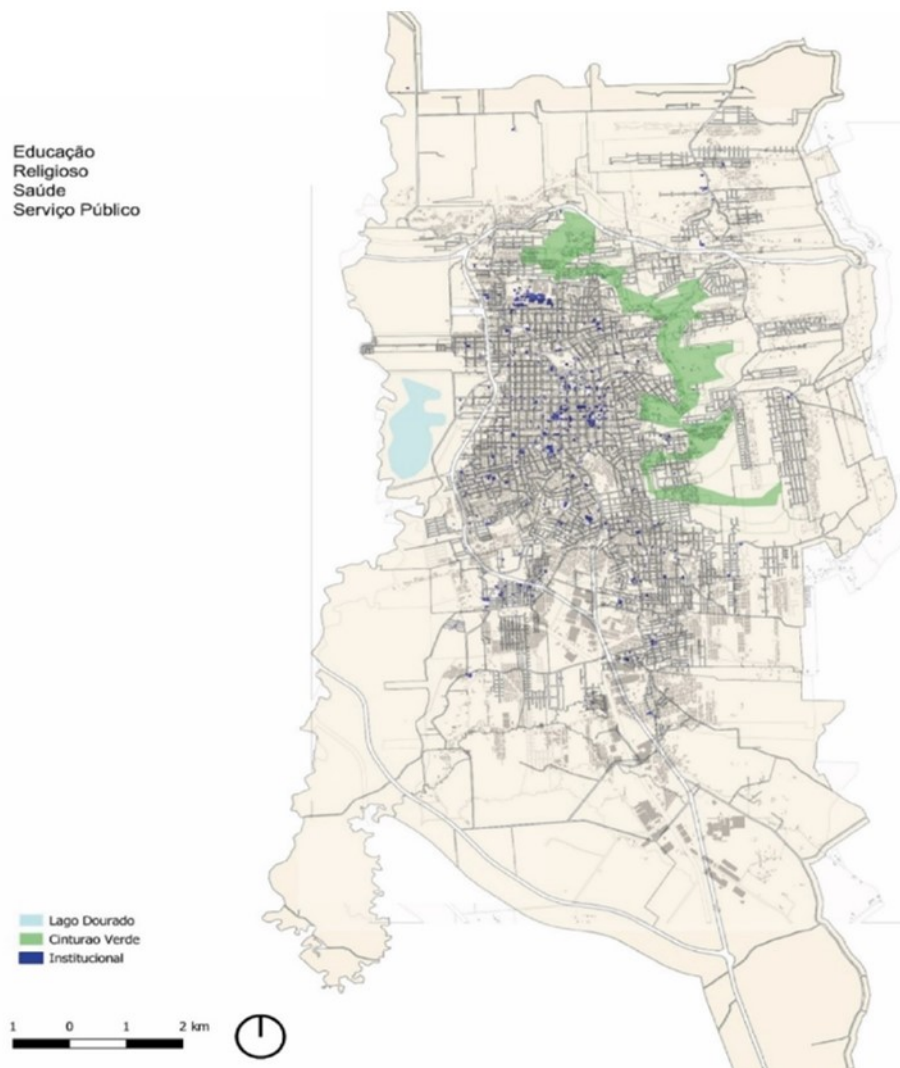 Educação
Religioso
Saúde
Serviço Público
Lago Dourado
Cinturao Verde
Institucional
1 0 1 2 km